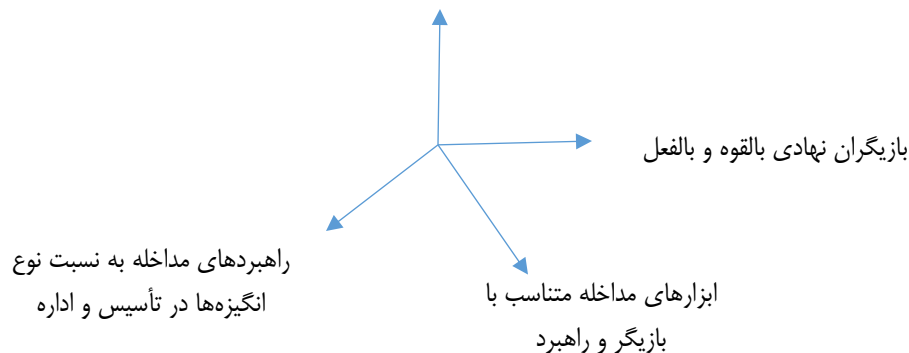 بازیگران نهادی بالقوه و بالفعل
راهبردهای مداخله به نسبت نوع
انگیزه‌ها در تأسیس و اداره
ابزارهای مداخله متناسب با
بازیگر و راهبرد